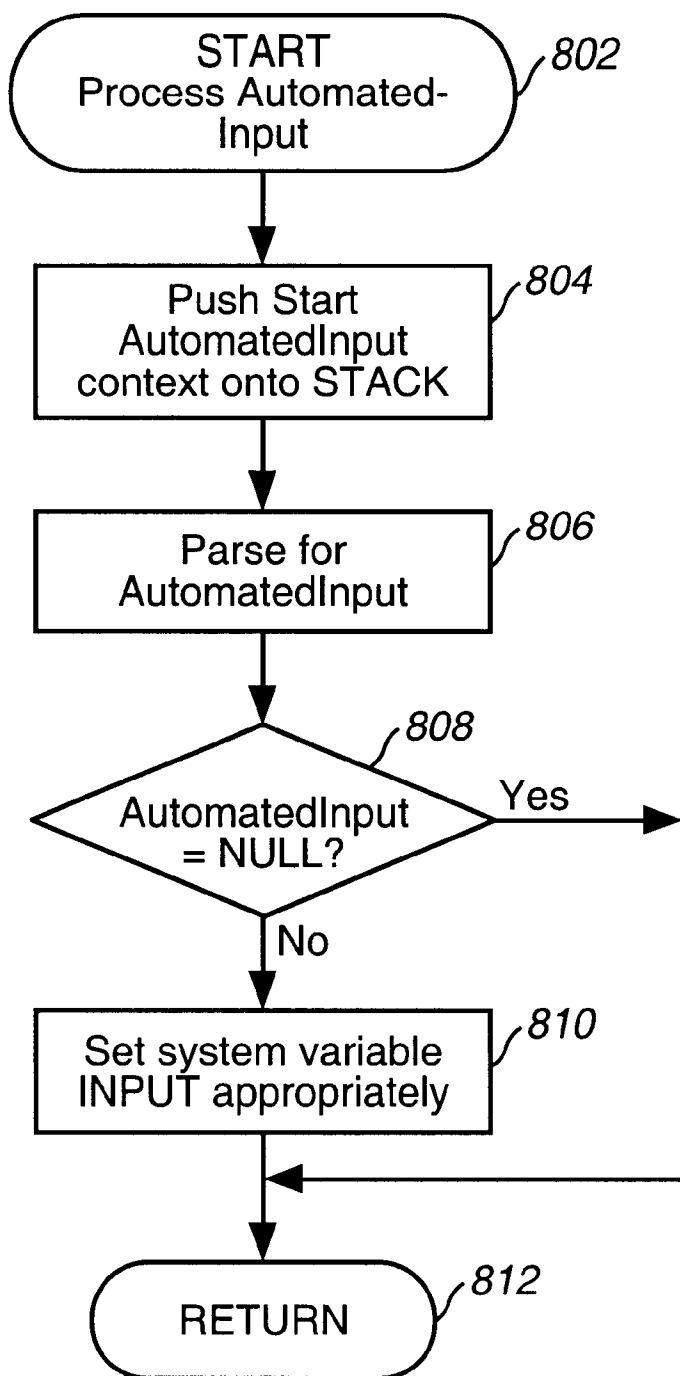 START
Process Automated-
Input
802
Push Start
AutomatedInput
context onto STACK
804
Parse for
AutomatedInput
806
AutomatedInput
= NULL?
808
Yes
No
Set system variable
INPUT appropriately
810
RETURN
812